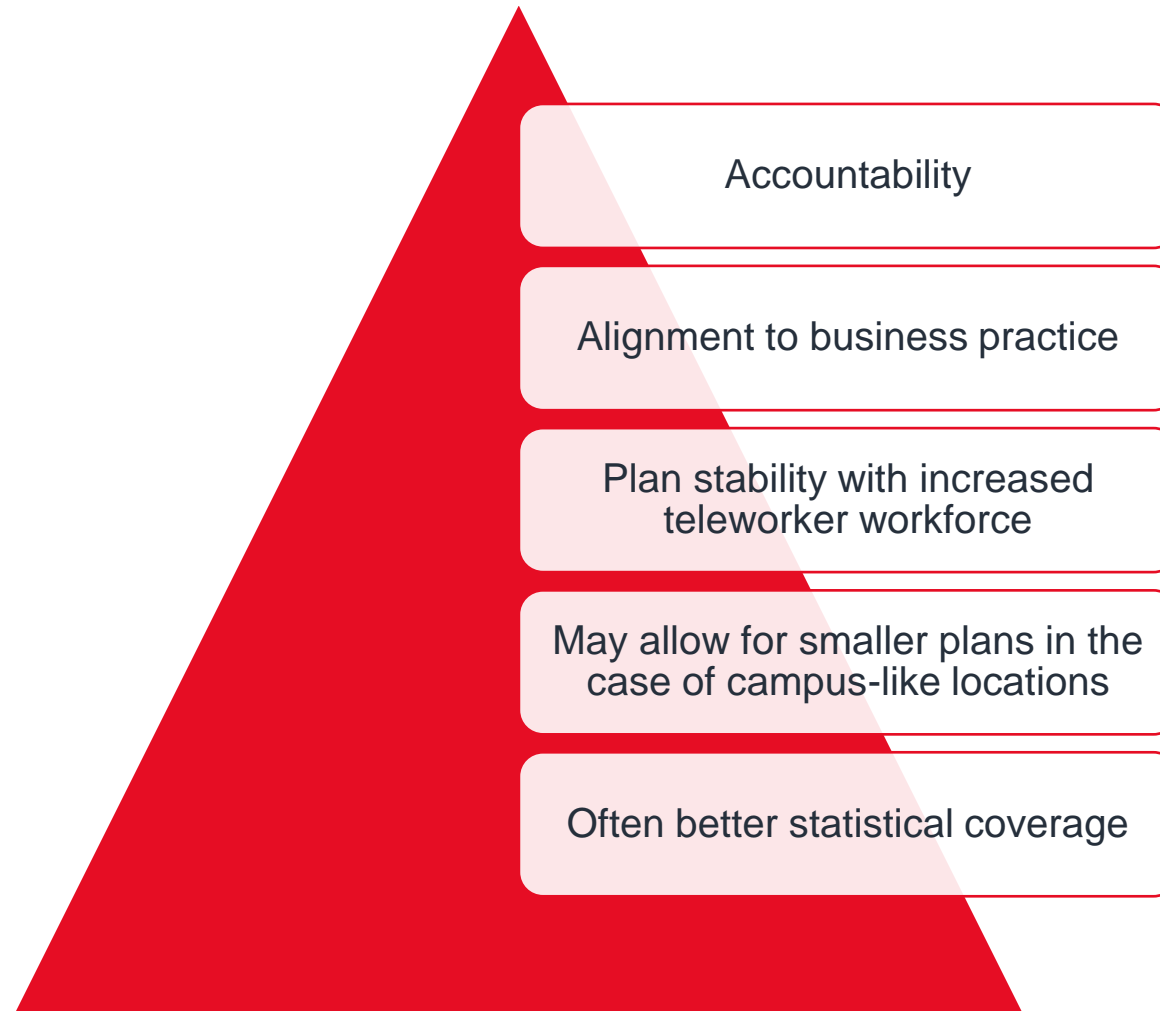 Accountability
Alignment to business practice
Plan stability with increased
teleworker workforce
May allow for smaller plans in the
case of campus-like locations
Often better statistical coverage